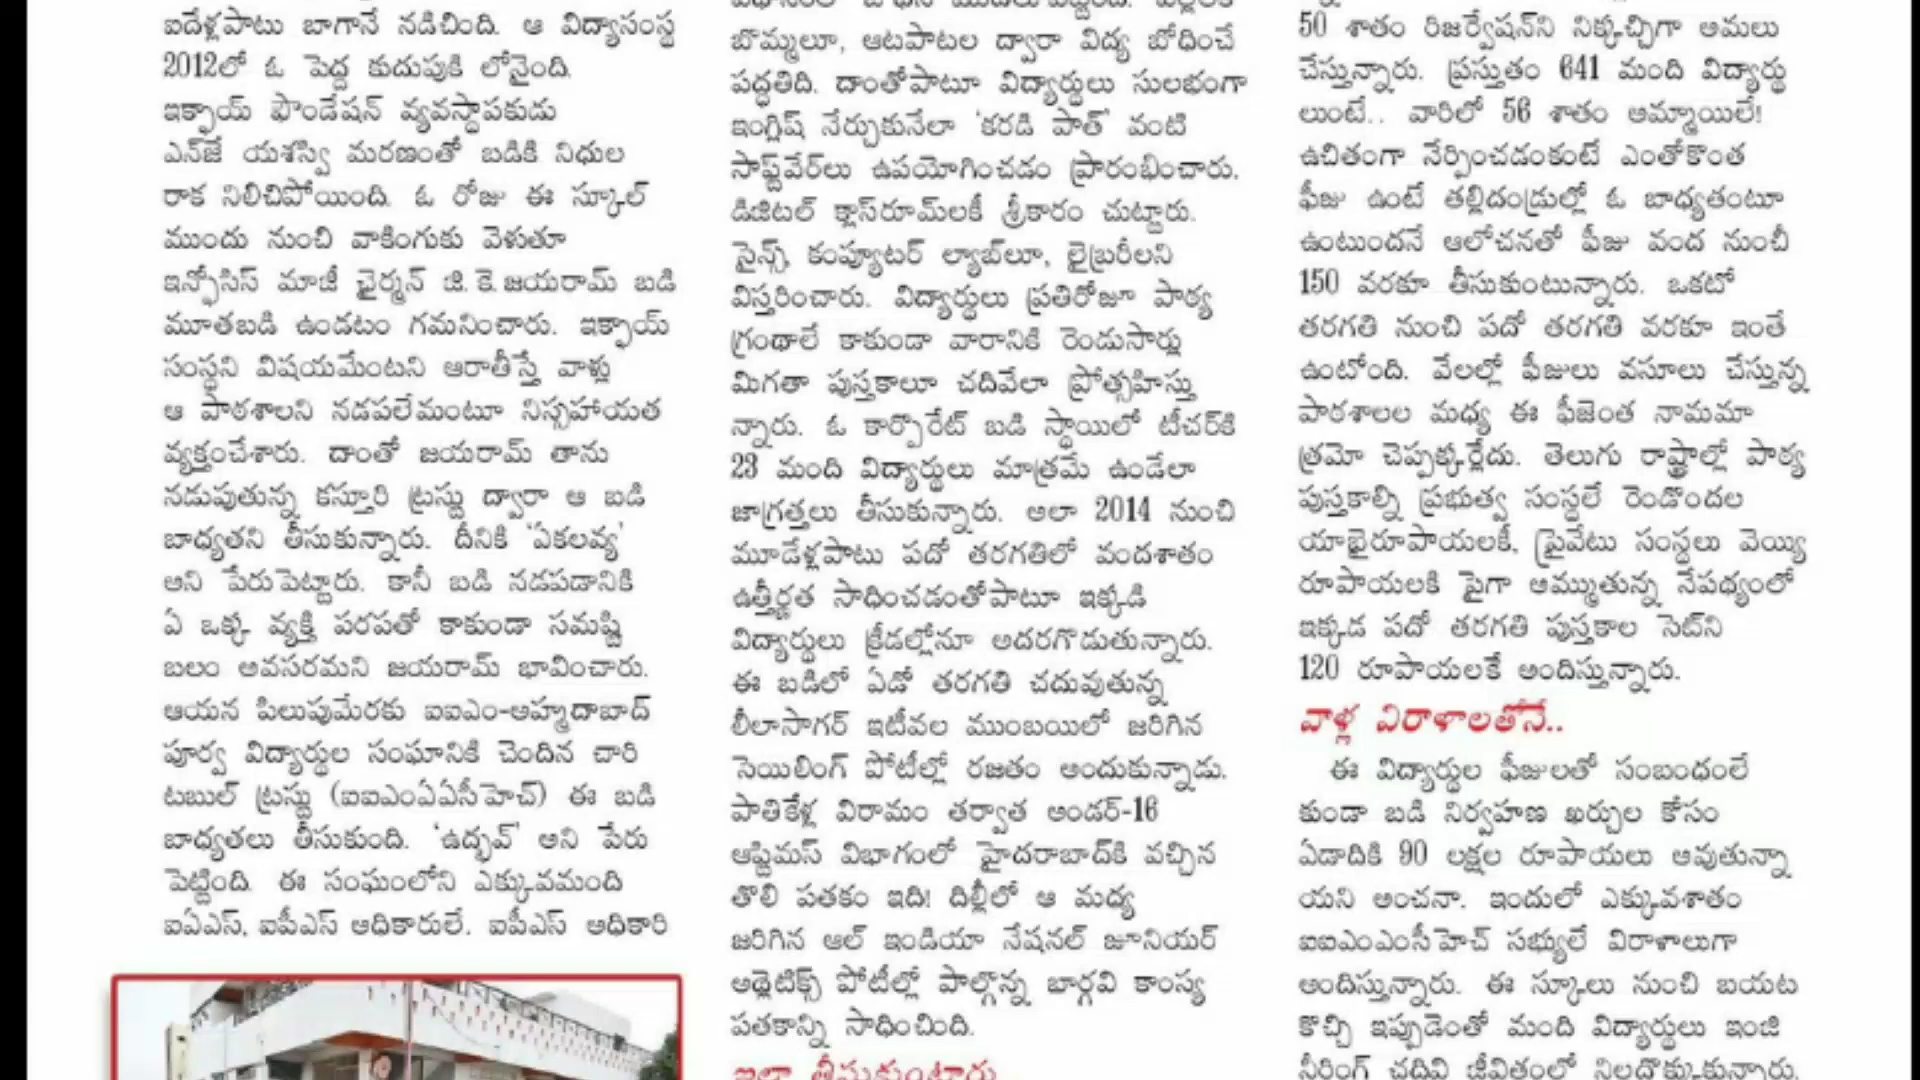 ఐదేళ్లపాటు బాగానే నడిచింది. ఆ విద్యాసంస్థ
2012లో ఓ పెద్ద కుదుపుకి లోనైంది.
ఇక్ఫాయ్ ఫౌండేషన్ వ్యవస్థాపకుడు
ఎన్‌జే యశస్వి మరణంతో బడికి నిధుల
రాక నిలిచిపోయింది. ఓ రోజు ఈ స్కూల్
ముందు నుంచి వాకింగుకు వెళుతూ
ఇన్ఫోసిస్ మాజీ ఛైర్మన్ జి.కె.జయరామ్ బడి
మూతబడి ఉండటం గమనించారు. ఇక్ఫాయ్
సంస్థని విషయమేంటని ఆరాతీస్తే వాళ్లు
ఆ పాఠశాలని నడపలేమంటూ నిస్సహాయత
వ్యక్తంచేశారు. దాంతో జయరామ్ తాను
నడుపుతున్న కస్తూరి ట్రస్టు ద్వారా ఆ బడి
బాధ్యతని తీసుకున్నారు. దీనికి 'ఏకలవ్య'
అని పేరుపెట్టారు. కానీ బడి నడపడానికి
ఏ ఒక్క వ్యక్తి పరపతో కాకుండా సమష్టి
బలం అవసరమని జయరామ్ భావించారు.
ఆయన పిలుపుమేరకు ఐఐఎం-అహ్మదాబాద్
పూర్వ విద్యార్థుల సంఘానికి చెందిన చారి
టబుల్ ట్రస్టు (ఐఐఎంఏఏసీహెచ్) ఈ బడి
బాధ్యతలు తీసుకుంది. 'ఉద్భవ్' అని పేరు
పెట్టింది. ఈ సంఘంలోని ఎక్కువమంది
ఐఏఎస్, ఐపీఎస్ అధికారులే. ఐపీఎస్ అధికారి
బొమ్మలూ, ఆటపాటల ద్వారా విద్య బోధించే
పద్ధతిది. దాంతోపాటూ విద్యార్థులు సులభంగా
ఇంగ్లిష్ నేర్చుకునేలా 'కరడి పాత్' వంటి
సాఫ్ట్‌వేర్‌లు ఉపయోగించడం ప్రారంభించారు.
డిజిటల్ క్లాస్‌రూమ్‌లకీ శ్రీకారం చుట్టారు.
సైన్స్, కంప్యూటర్ ల్యాబ్‌లూ, లైబ్రరీలని
విస్తరించారు. విద్యార్థులు ప్రతిరోజూ పాఠ్య
గ్రంథాలే కాకుండా వారానికి రెండుసార్లు
మిగతా పుస్తకాలూ చదివేలా ప్రోత్సహిస్తు
న్నారు. ఓ కార్పొరేట్ బడి స్థాయిలో టీచర్‌కి
23 మంది విద్యార్థులు మాత్రమే ఉండేలా
జాగ్రత్తలు తీసుకున్నారు. అలా 2014 నుంచి
మూడేళ్లపాటు పదో తరగతిలో వందశాతం
ఉత్తీర్ణత సాధించడంతోపాటూ ఇక్కడి
విద్యార్థులు క్రీడల్లోనూ అదరగొడుతున్నారు.
ఈ బడిలో ఏడో తరగతి చదువుతున్న
లీలాసాగర్ ఇటీవల ముంబయిలో జరిగిన
సెయిలింగ్ పోటీల్లో రజతం అందుకున్నాడు.
పాతికేళ్ల విరామం తర్వాత అండర్-16
ఆప్టిమస్ విభాగంలో హైదరాబాద్‌కి వచ్చిన
తొలి పతకం ఇది! దిల్లీలో ఆ మధ్య
జరిగిన ఆల్ ఇండియా నేషనల్ జూనియర్
అథ్లెటిక్స్ పోటీల్లో పాల్గొన్న భార్గవి కాంస్య
పతకాన్ని సాధించింది.
ఇలా తీసుకుంటారు..
50 శాతం రిజర్వేషన్‌ని నిక్కచ్చిగా అమలు
చేస్తున్నారు. ప్రస్తుతం 641 మంది విద్యార్థు
లుంటే.. వారిలో 56 శాతం అమ్మాయిలే!
ఉచితంగా నేర్పించడంకంటే ఎంతోకొంత
ఫీజు ఉంటే తల్లిదండ్రుల్లో ఓ బాధ్యతంటూ
ఉంటుందనే ఆలోచనతో ఫీజు వంద నుంచీ
150 వరకూ తీసుకుంటున్నారు. ఒకటో
తరగతి నుంచి పదో తరగతి వరకూ ఇంతే
ఉంటోంది. వేలల్లో ఫీజులు వసూలు చేస్తున్న
పాఠశాలల మధ్య ఈ ఫీజెంత నామమా
త్రమో చెప్పక్కర్లేదు. తెలుగు రాష్ట్రాల్లో పాఠ్య
పుస్తకాల్ని ప్రభుత్వ సంస్థలే రెండొందల
యాభైరూపాయలకీ, ప్రైవేటు సంస్థలు వెయ్యి
రూపాయలకి పైగా అమ్ముతున్న నేపథ్యంలో
ఇక్కడ పదో తరగతి పుస్తకాల సెట్‌ని
120 రూపాయలకే అందిస్తున్నారు.
వాళ్ల విరాళాలతోనే..
ఈ విద్యార్థుల ఫీజులతో సంబంధంలే
కుండా బడి నిర్వహణ ఖర్చుల కోసం
ఏడాదికి 90 లక్షల రూపాయలు అవుతున్నా
యని అంచనా. ఇందులో ఎక్కువశాతం
ఐఐఎంఎంసీహెచ్ సభ్యులే విరాళాలుగా
అందిస్తున్నారు. ఈ స్కూలు నుంచి బయట
కొచ్చి ఇప్పుడెంతో మంది విద్యార్థులు ఇంజి
నీరింగ్ చదివి జీవితంలో నిలదొక్కుకున్నారు.